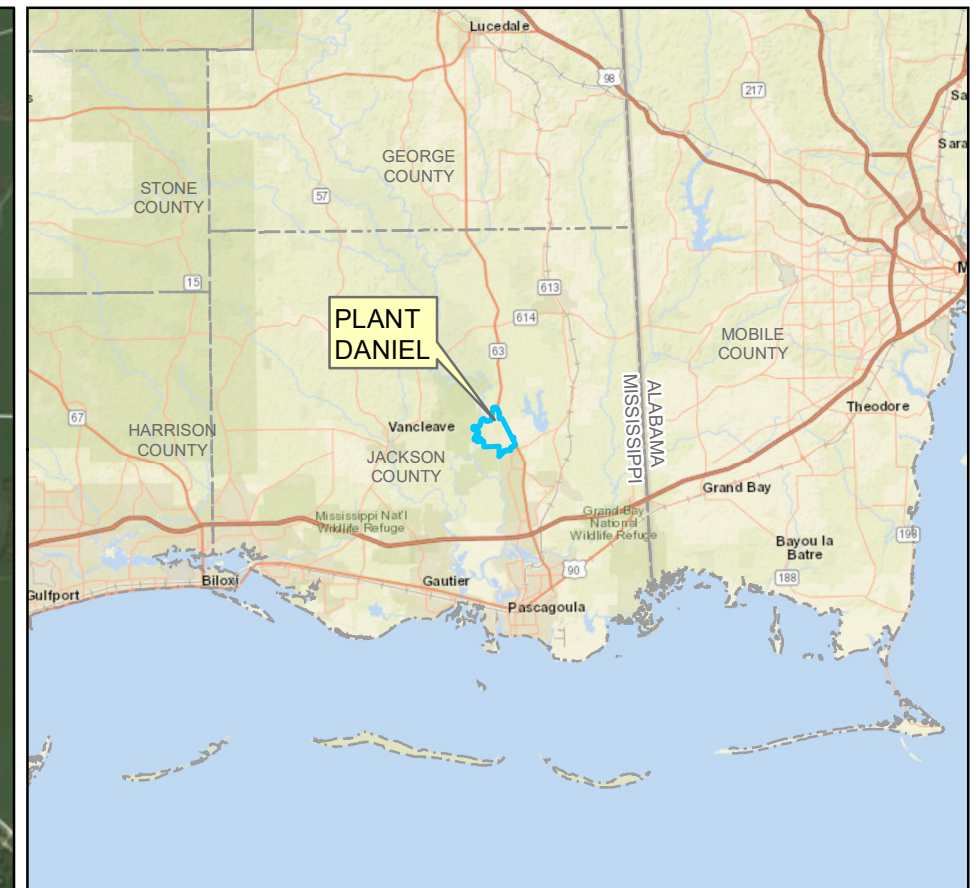 Lucedale
98
217
GEORGE
COUNTY
STONE
COUNTY
57
15
613
614
PLANT
DANIEL
63
MOBILE
COUNTY
ALABAMA
MISSISSIPPI
Theodore
67
Vancleave
HARRISON
COUNTY
JACKSON
COUNTY
Grand Bay
Mississippi Nat'l
Wildlife Refuge
Grand Bay
National
Wildlife Refuge
Bayou la
Batre
193
90
188
Biloxi
Gautier
Gulfport
Pascagoula